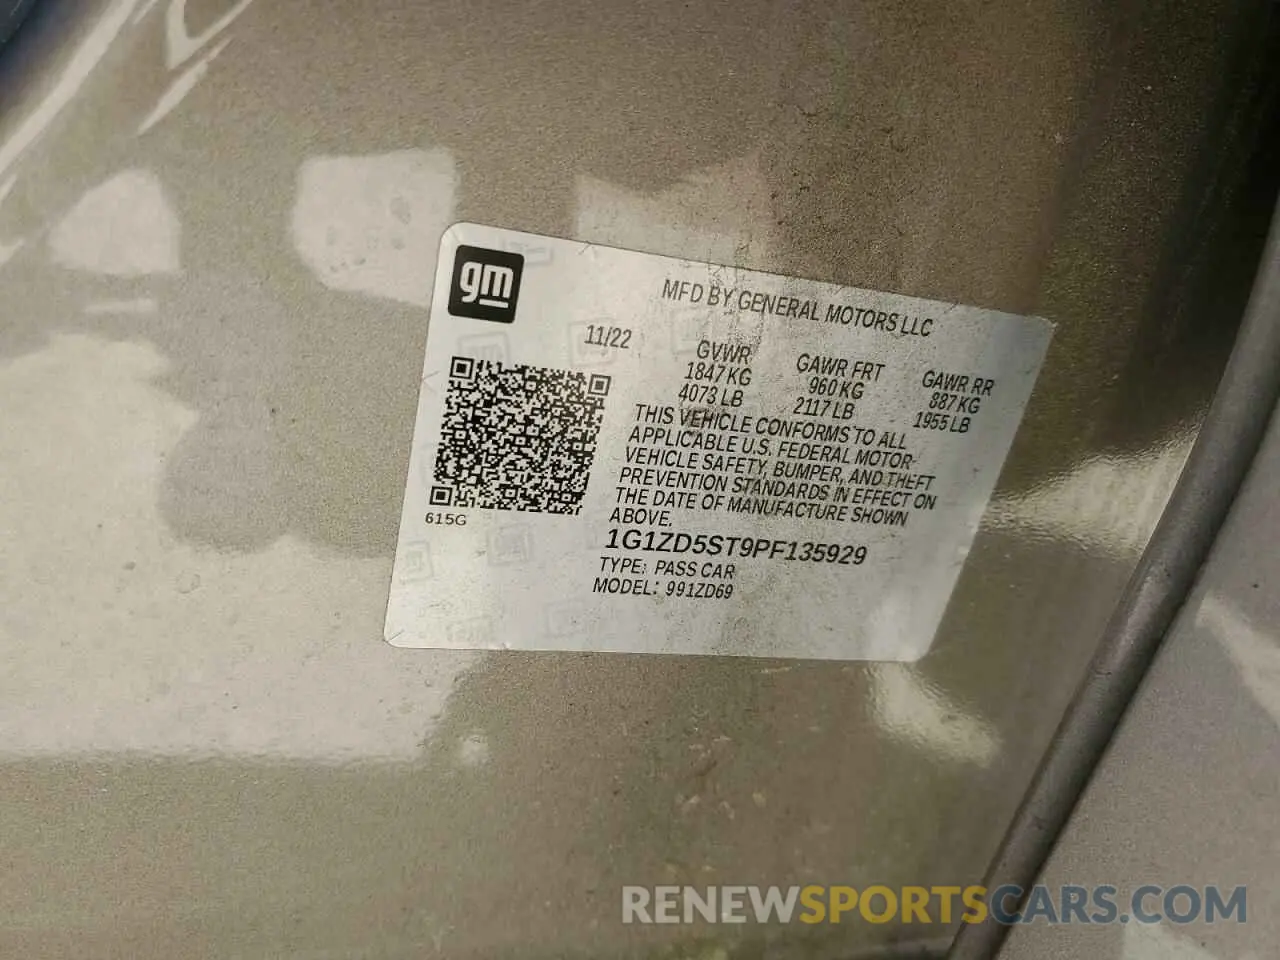 gm
MFD BY GENERAL MOTORS LLC
11/22
GVWR GAWR FRT GAWR RR
1847 KG 960 KG 887 KG
4073 LB 2117 LB 1955 LB
THIS VEHICLE CONFORMS TO ALL
APPLICABLE U.S. FEDERAL MOTOR
VEHICLE SAFETY, BUMPER, AND THEFT
PREVENTION STANDARDS IN EFFECT ON
THE DATE OF MANUFACTURE SHOWN
ABOVE.
615G
1G1ZD5ST9PF135929
TYPE: PASS CAR
MODEL: 991ZD69
RENEWSPORTSCARS.COM